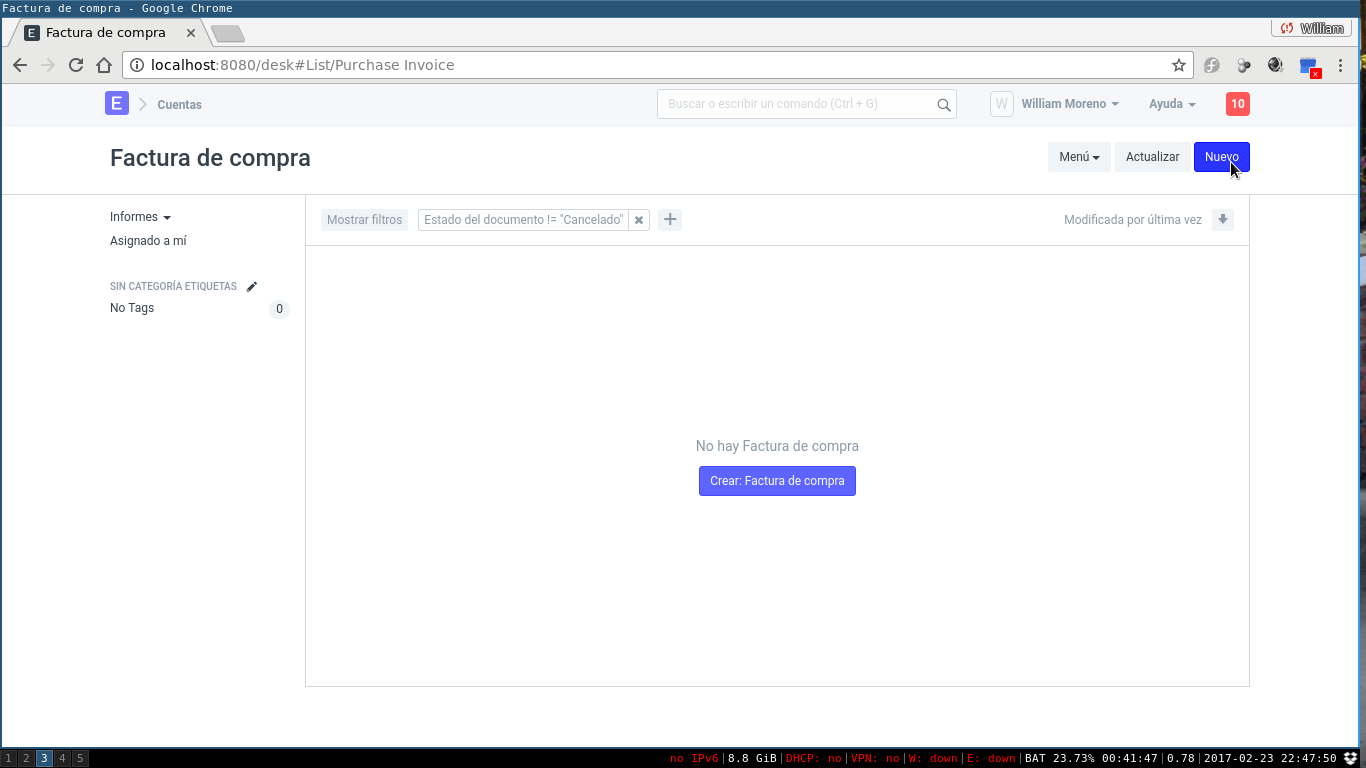 Factura de compra - Google Chrome
E Factura de compra
William
localhost:8080/desk#List/Purchase Invoice
E Cuentas Buscar o escribir un comando (Ctrl + G) W William Moreno Ayuda 10
Factura de compra Menú Actualizar Nuevo
Informes Mostrar filtros Estado del documento != "Cancelado" Modificada por última vez
Asignado a mí
SIN CATEGORÍA ETIQUETAS
No Tags 0
No hay Factura de compra
Crear: Factura de compra
1 2 3 4 5 no IPv6|8.8 GiB|DHCP: no|VPN: no|W: down|E: down|BAT 23.73% 00:41:47|0.78|2017-02-23 22:47:50